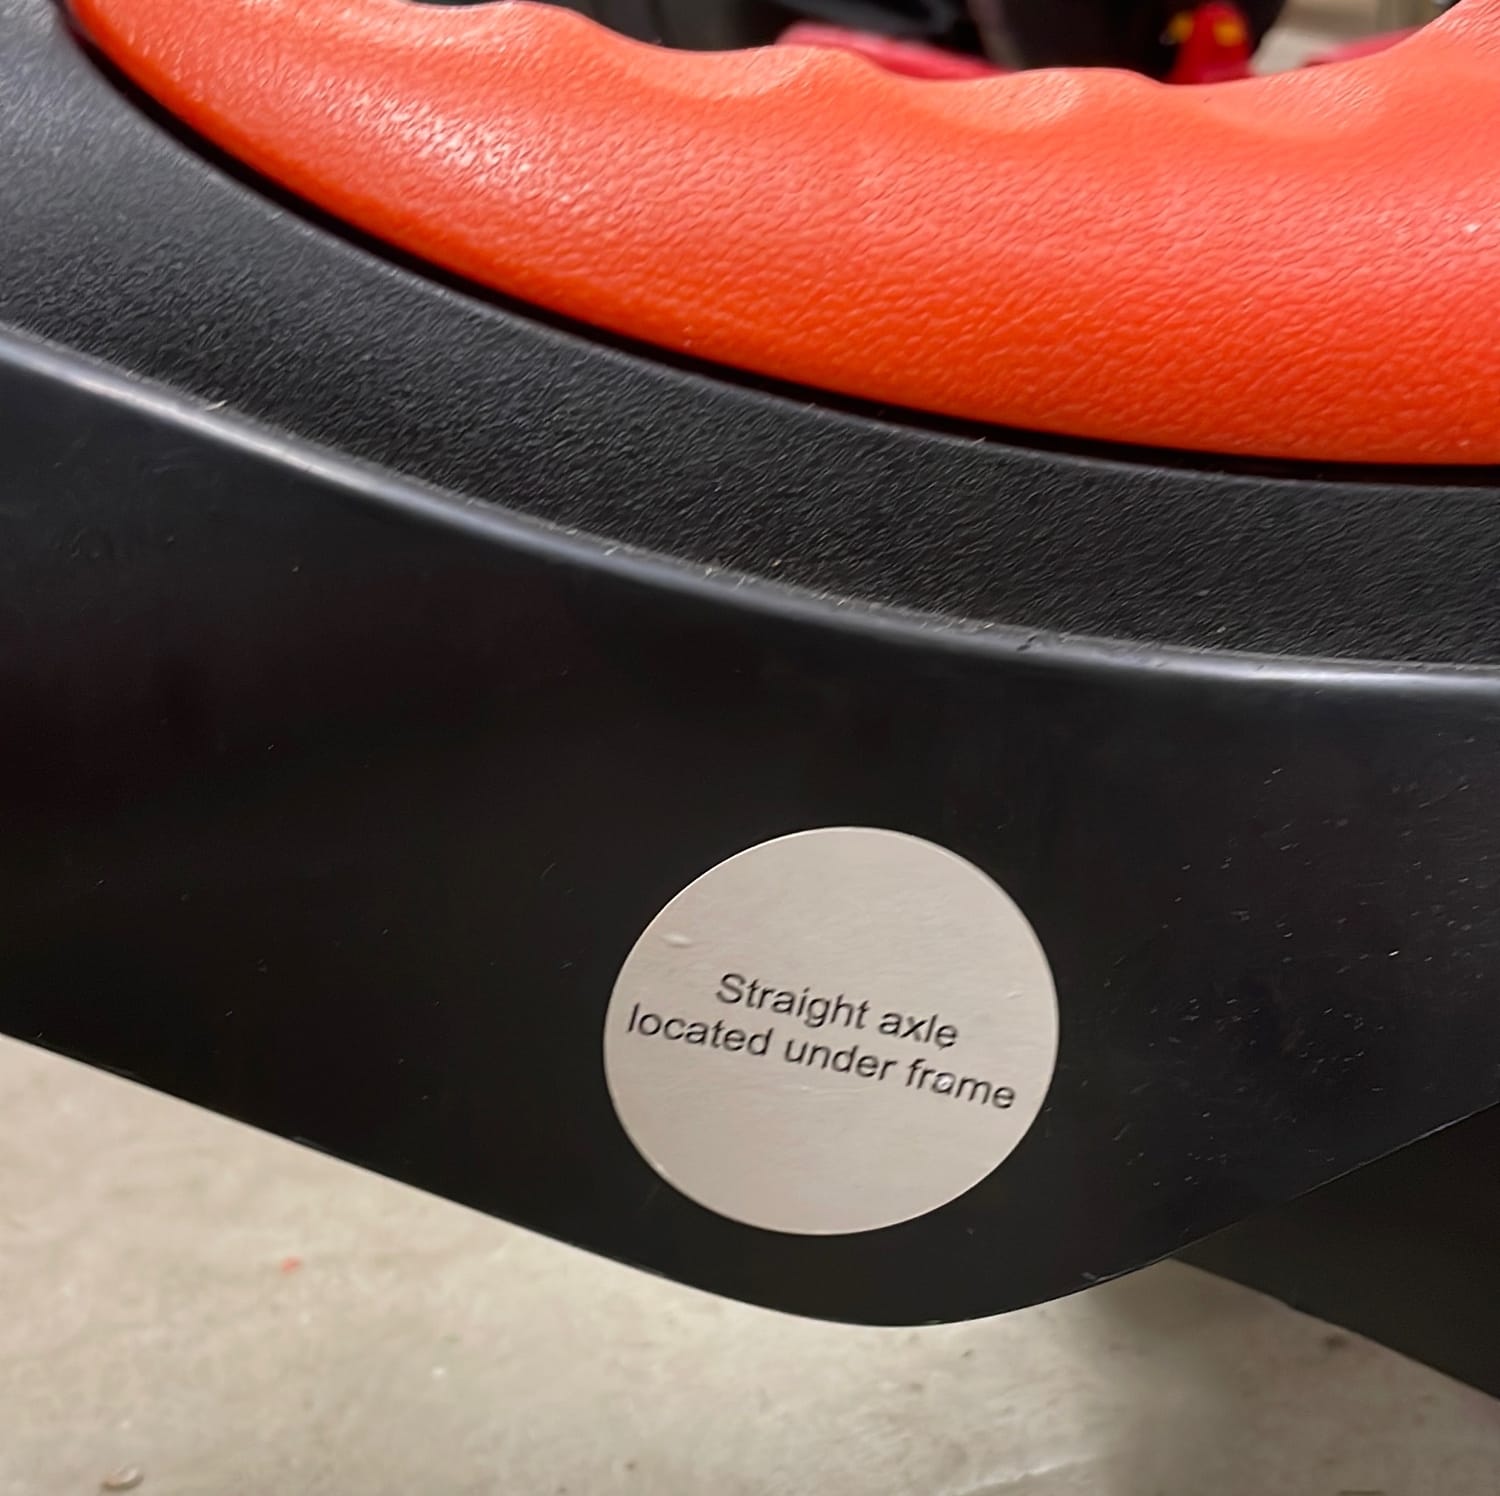 Straight axle
located under frame